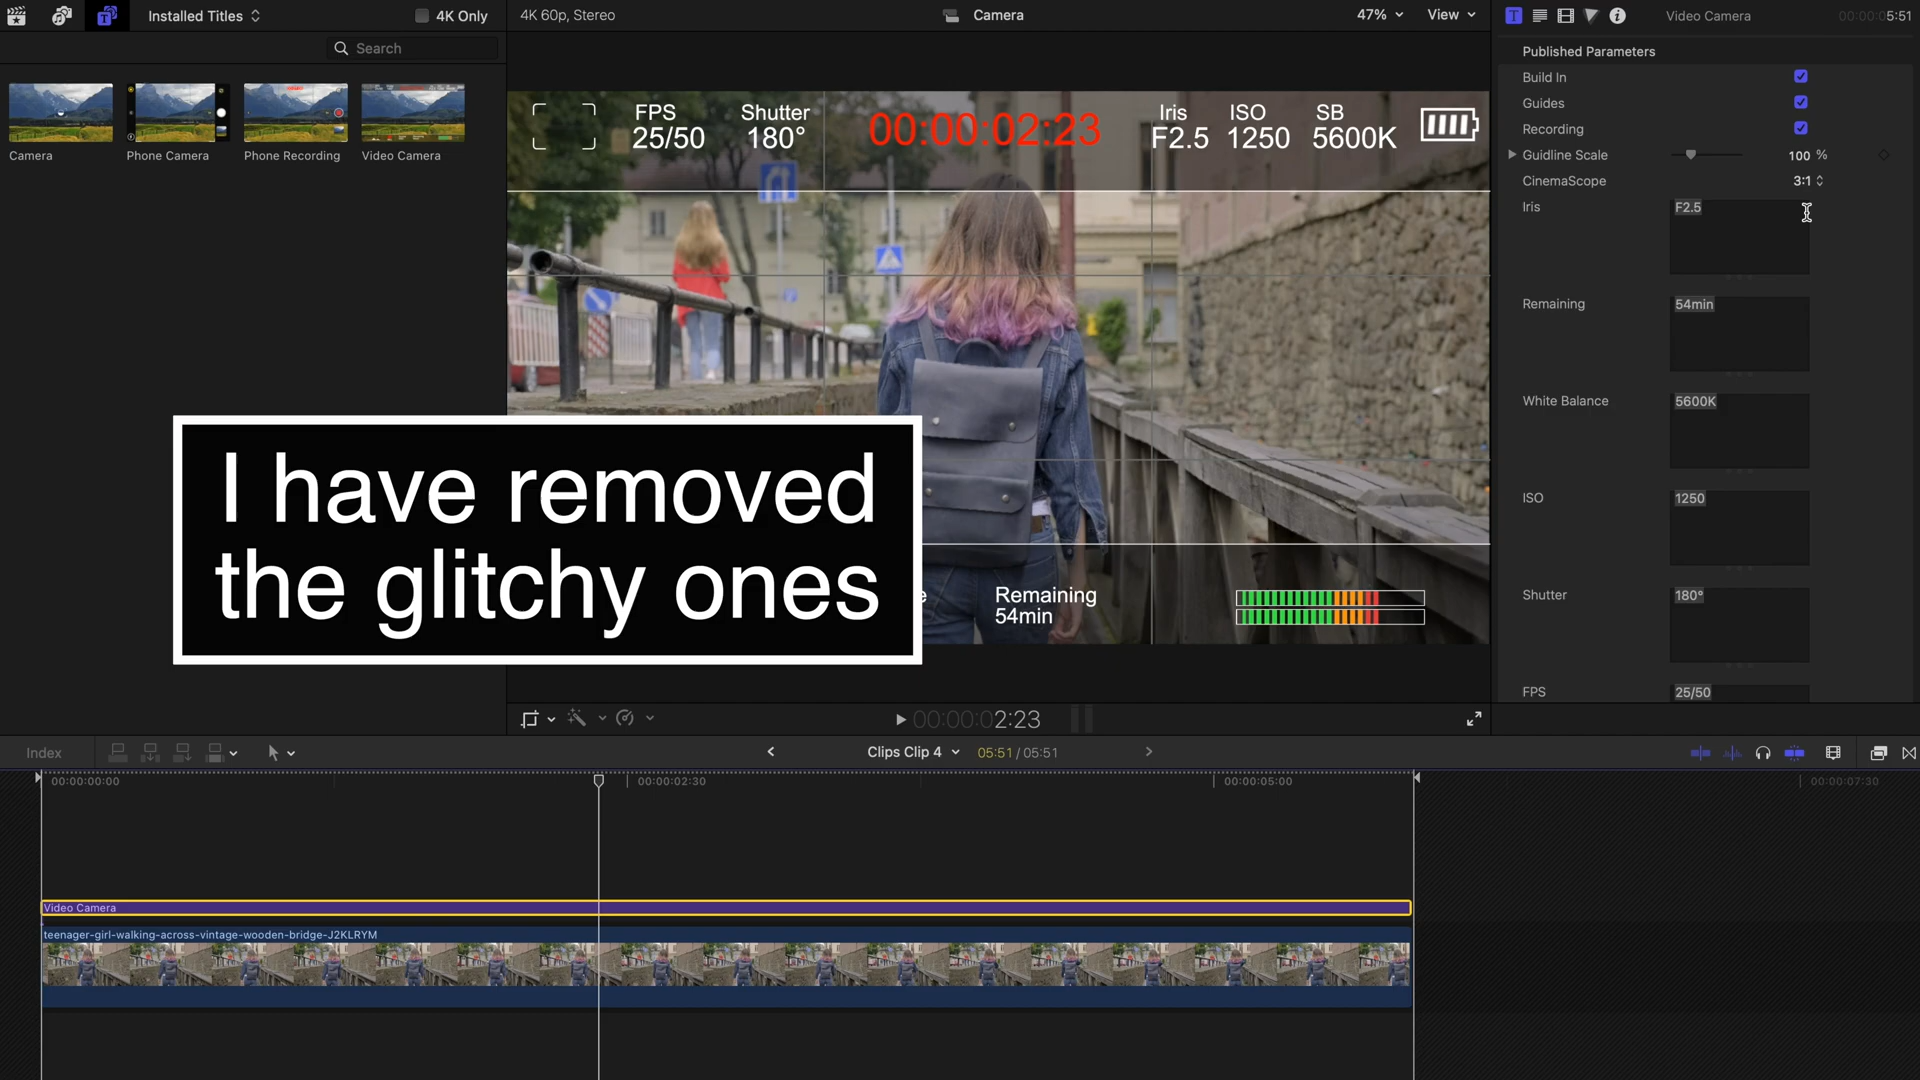 Installed Titles
4K Only
4K 60p, Stereo
Camera
47%
View
Video Camera
00:00:00:05:51
Search
Published Parameters
Build In
Guides
Recording
Guidline Scale
100 %
CinemaScope
3:1
Iris
F2.5
Remaining
54min
White Balance
5600K
ISO
1250
Shutter
180°
FPS
25/50
Camera
Phone Camera
Phone Recording
Video Camera
FPS
25/50
Shutter
180°
00:00:02:23
Iris
F2.5
ISO
1250
SB
5600K
I have removed
the glitchy ones
Remaining
54min
00:00:02:23
Index
Clips Clip 4
05:51 / 05:51
00:00:00:00
00:00:02:30
00:00:05:00
00:00:07:30
Video Camera
teenager-girl-walking-across-vintage-wooden-bridge-J2KLRYM